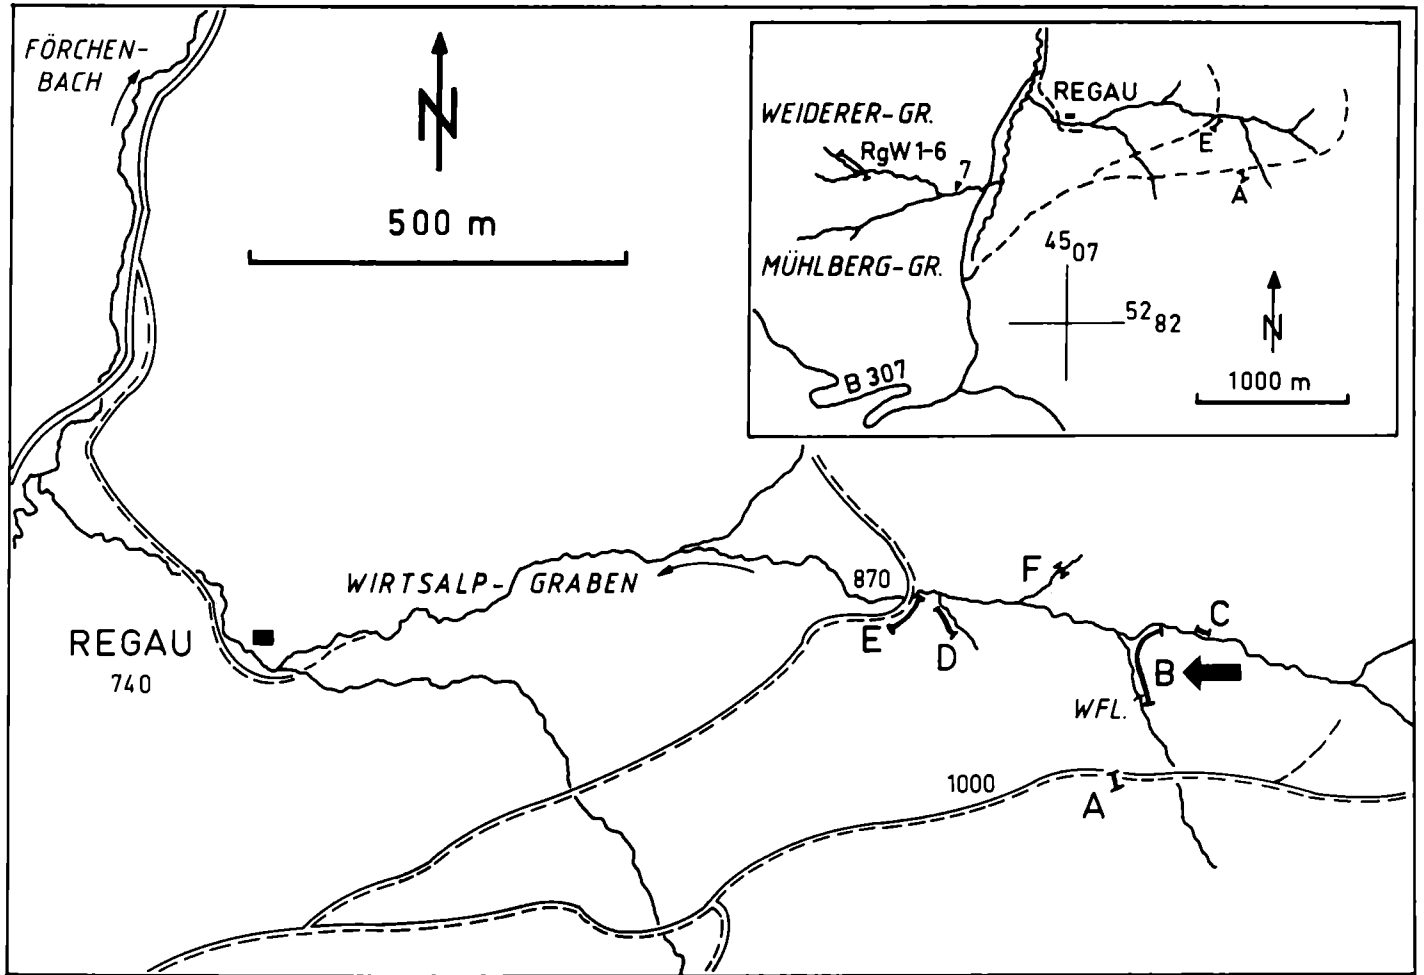 FÖRCHEN-
BACH
N
500 m
WEIDERER-GR.
RgW 1-6
7
REGAU
E
A
MÜHLBERG-GR.
45 07
52 82
N
B 307
1000 m
WIRTSALP-GRABEN
870
F
C
E
D
B
WFL.
REGAU
740
1000
A